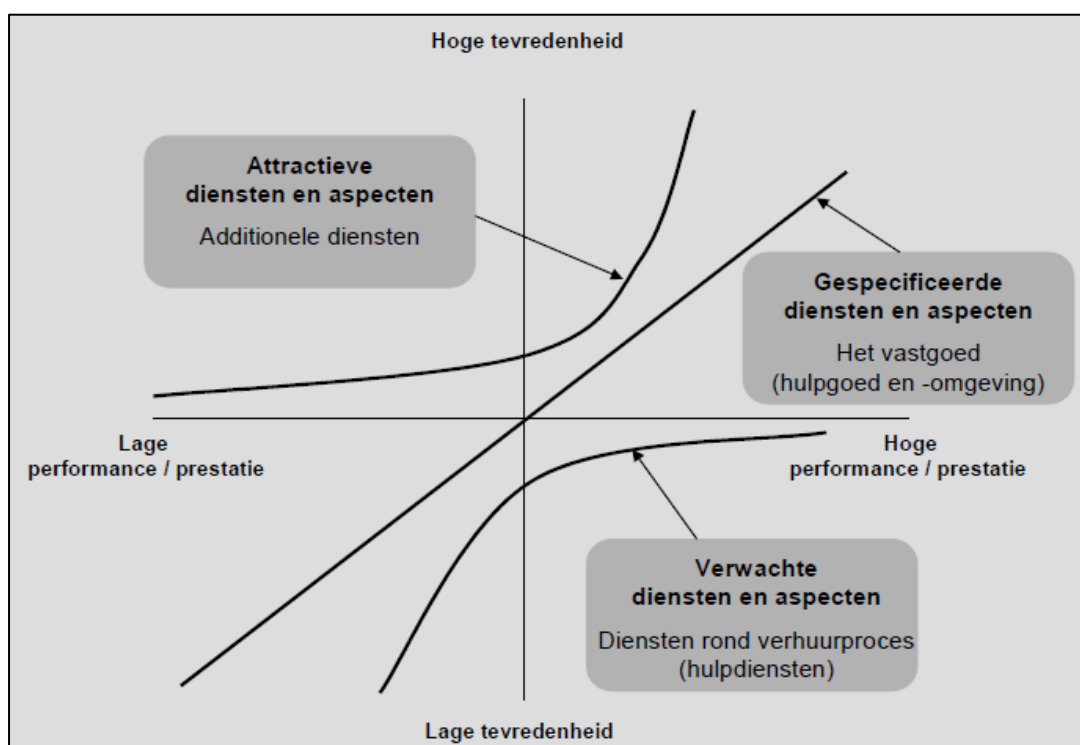 Hoge tevredenheid
Attractieve
diensten en aspecten
Additionele diensten
Gespecificeerde
diensten en aspecten
Het vastgoed
(hulpgoed en -omgeving)
Lage
performance / prestatie
Hoge
performance / prestatie
Verwachte
diensten en aspecten
Diensten rond verhuurproces
(hulpdiensten)
Lage tevredenheid